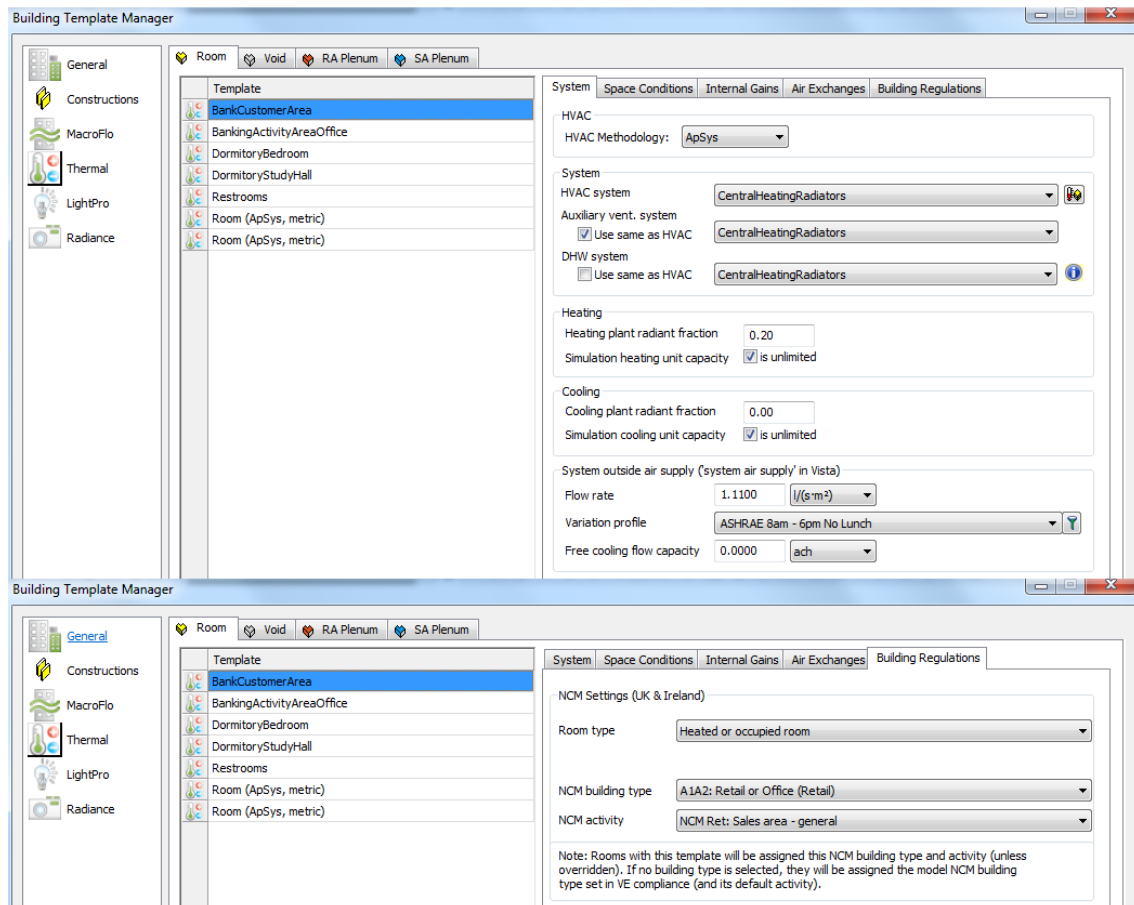 Building Template Manager
General
Constructions
MacroFlo
Thermal
LightPro
Radiance
Room Void RA Plenum SA Plenum
Template
BankCustomerArea
BankingActivityAreaOffice
DormitoryBedroom
DormitoryStudyHall
Restrooms
Room (ApSys, metric)
Room (ApSys, metric)
System Space Conditions Internal Gains Air Exchanges Building Regulations
HVAC
HVAC Methodology: ApSys
System
HVAC system CentralHeatingRadiators
Auxiliary vent. system
Use same as HVAC CentralHeatingRadiators
DHW system
Use same as HVAC CentralHeatingRadiators
Heating
Heating plant radiant fraction 0.20
Simulation heating unit capacity is unlimited
Cooling
Cooling plant radiant fraction 0.00
Simulation cooling unit capacity is unlimited
System outside air supply ('system air supply' in Vista)
Flow rate 1.1100 l/(s·m²)
Variation profile ASHRAE 8am - 6pm No Lunch
Free cooling flow capacity 0.0000 ach
Building Template Manager
General
Constructions
MacroFlo
Thermal
LightPro
Radiance
Room Void RA Plenum SA Plenum
Template
BankCustomerArea
BankingActivityAreaOffice
DormitoryBedroom
DormitoryStudyHall
Restrooms
Room (ApSys, metric)
Room (ApSys, metric)
System Space Conditions Internal Gains Air Exchanges Building Regulations
NCM Settings (UK & Ireland)
Room type Heated or occupied room
NCM building type A1A2: Retail or Office (Retail)
NCM activity NCM Ret: Sales area - general
Note: Rooms with this template will be assigned this NCM building type and activity (unless
overridden). If no building type is selected, they will be assigned the model NCM building
type set in VE compliance (and its default activity).